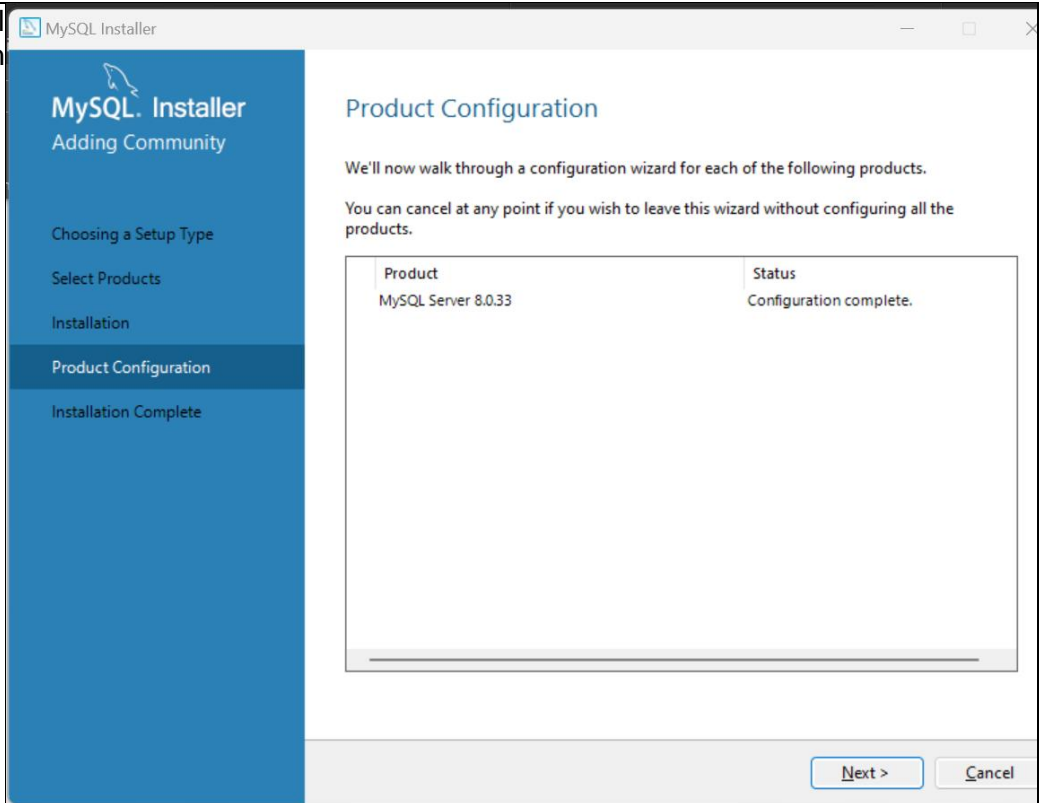 MySQL Installer
MySQL. Installer
Adding Community
Choosing a Setup Type
Select Products
Installation
Product Configuration
Installation Complete
Product Configuration
We'll now walk through a configuration wizard for each of the following products.
You can cancel at any point if you wish to leave this wizard without configuring all the
products.
Product Status
MySQL Server 8.0.33 Configuration complete.
Next >
Cancel